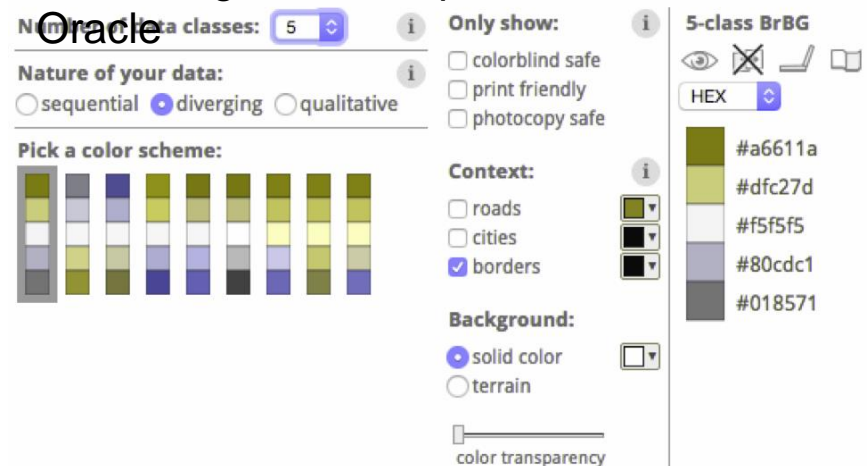 Oracle
Number of data classes: 5 i
Nature of your data: i
sequential diverging qualitative
Pick a color scheme:
Only show: i
colorblind safe
print friendly
photocopy safe
Context: i
roads
cities
borders
Background:
solid color
terrain
color transparency
5-class BrBG
HEX
#a6611a
#dfc27d
#f5f5f5
#80cdc1
#018571